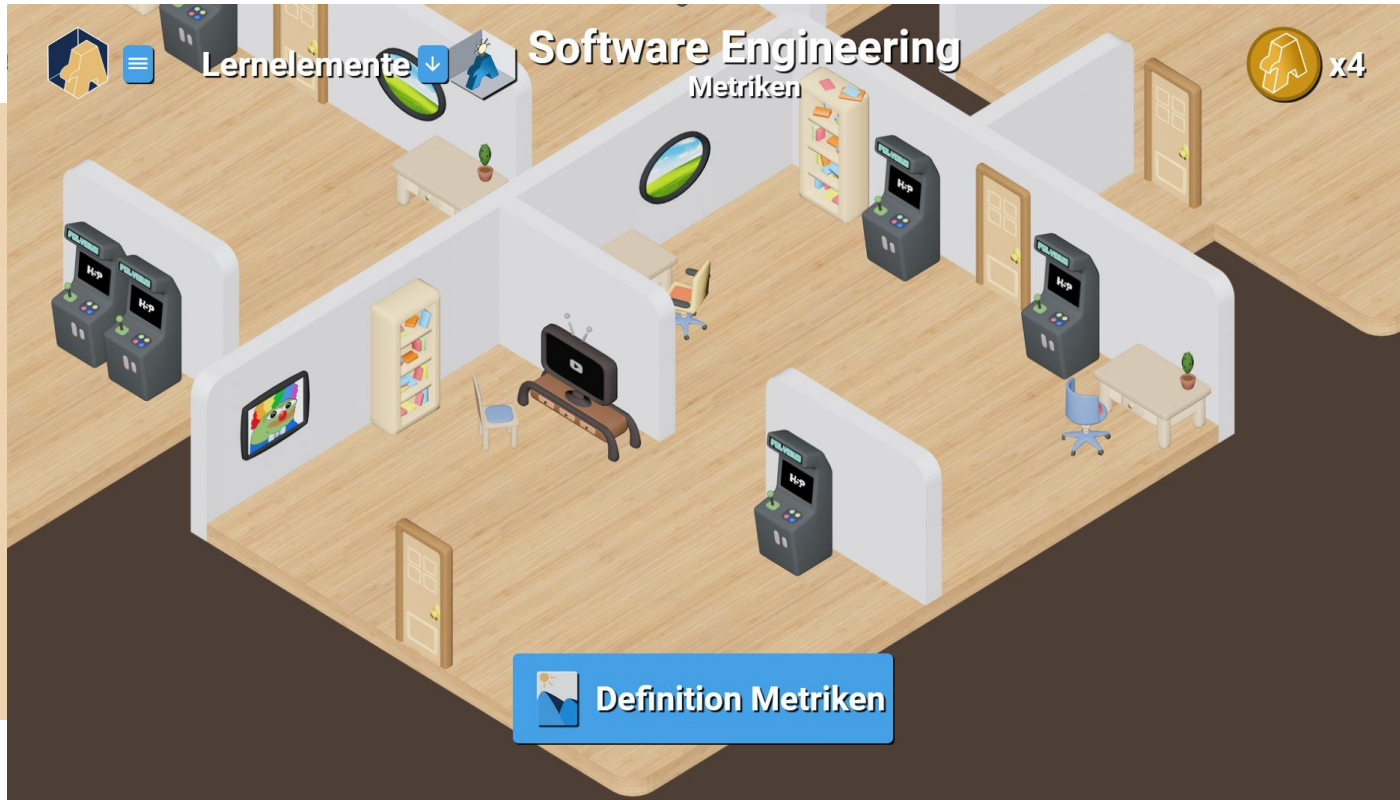 Lernelemente
Software Engineering
Metriken
x4
Definition Metriken